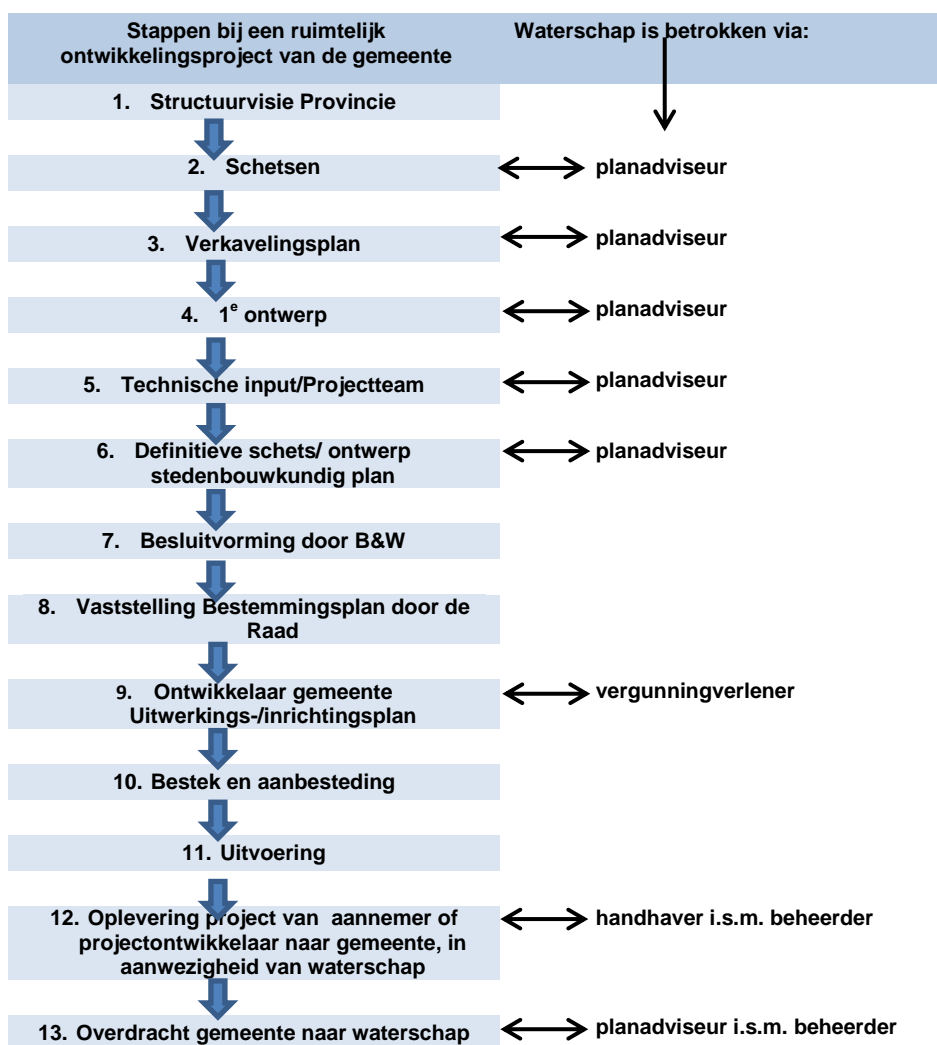 Stappen bij een ruimtelijk
ontwikkelingsproject van de gemeente
Waterschap is betrokken via:
1. Structuurvisie Provincie
2. Schetsen
planadviseur
3. Verkavelingsplan
planadviseur
4. 1e ontwerp
planadviseur
5. Technische input/Projectteam
planadviseur
6. Definitieve schets/ ontwerp
stedenbouwkundig plan
planadviseur
7. Besluitvorming door B&W
8. Vaststelling Bestemmingsplan door de
Raad
9. Ontwikkelaar gemeente
Uitwerkings-/inrichtingsplan
vergunningverlener
10. Bestek en aanbesteding
11. Uitvoering
12. Oplevering project van aannemer of
projectontwikkelaar naar gemeente, in
aanwezigheid van waterschap
handhaver i.s.m. beheerder
13. Overdracht gemeente naar waterschap
planadviseur i.s.m. beheerder